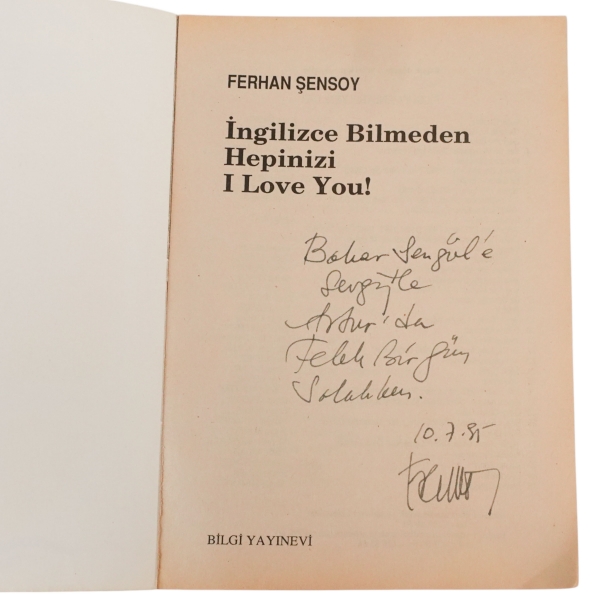 FERHAN ŞENSOY
İngilizce Bilmeden
Hepinizi
I Love You!
Bahar Şengül'e
Sevgiyle
Artur'da
Felek Bir Gün
Salakken.
10.7.95
BİLGİ YAYINEVİ